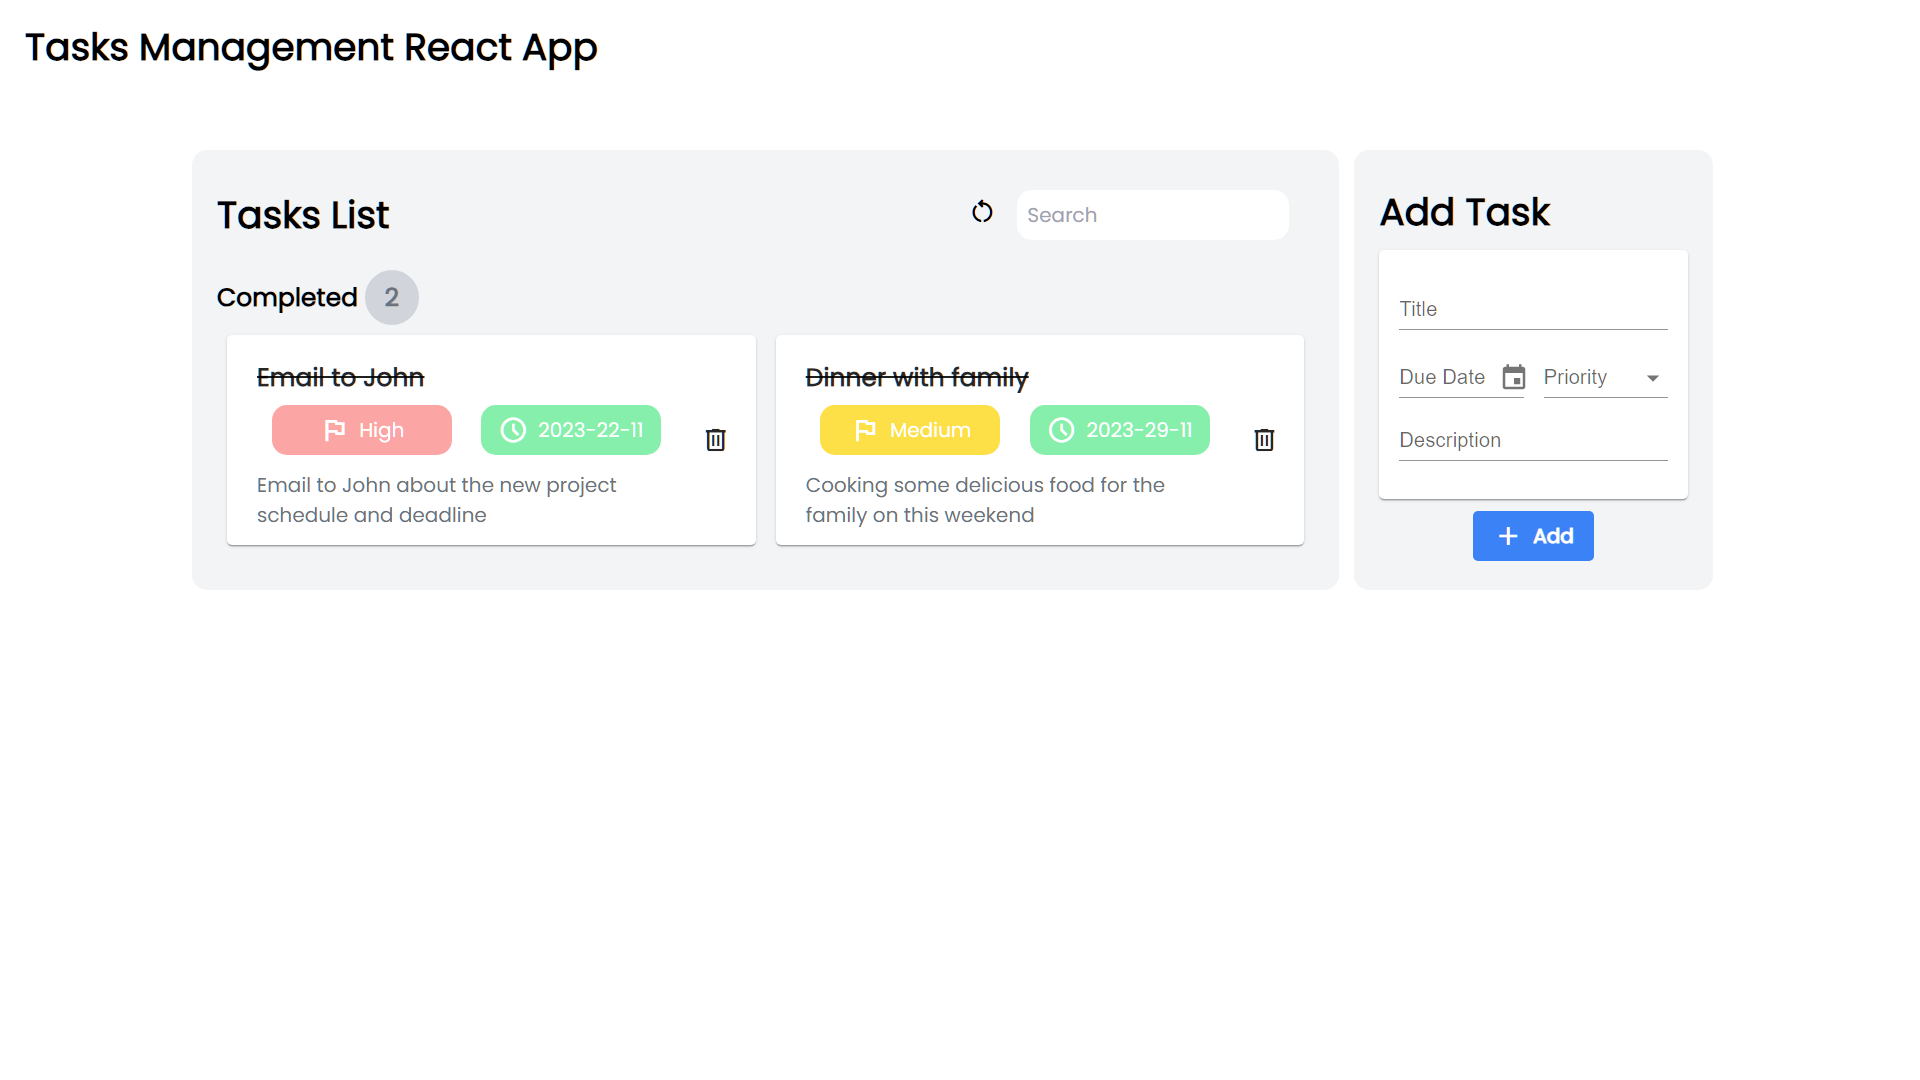 Tasks Management React App
Tasks List
Search
Completed 2
Email to John
High
2023-22-11
Email to John about the new project
schedule and deadline
Dinner with family
Medium
2023-29-11
Cooking some delicious food for the
family on this weekend
Add Task
Title
Due Date
Priority
Description
Add